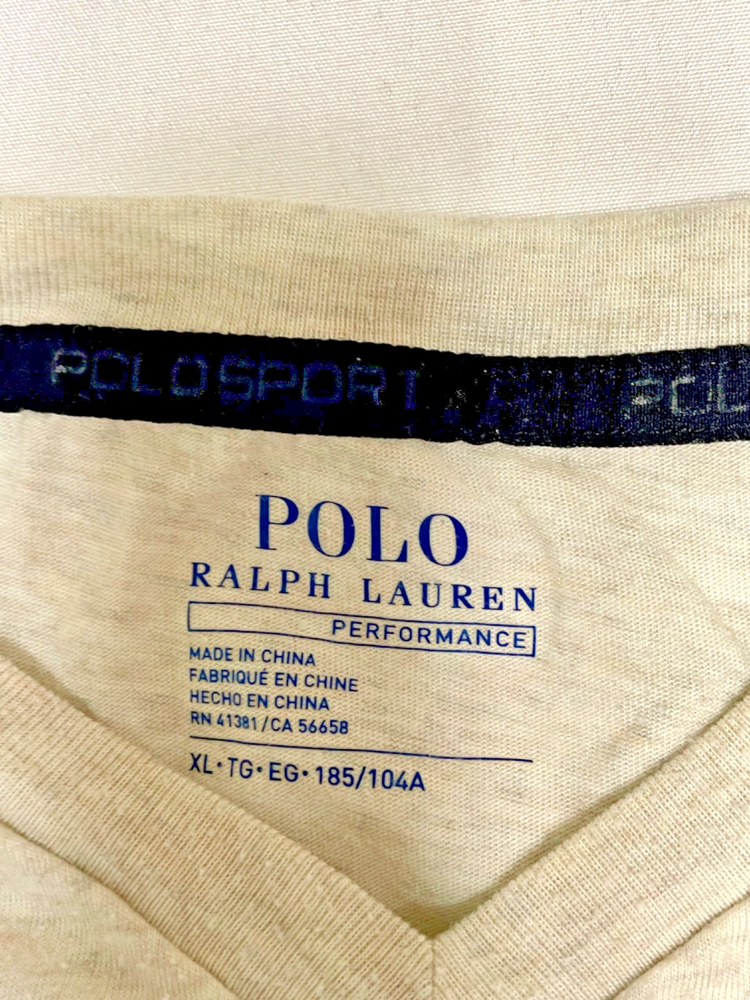 POLO SPORT
POLO
RALPH LAUREN
PERFORMANCE
MADE IN CHINA
FABRIQUÉ EN CHINE
HECHO EN CHINA
RN 41381/CA 56658
XL•TG•EG•185/104A